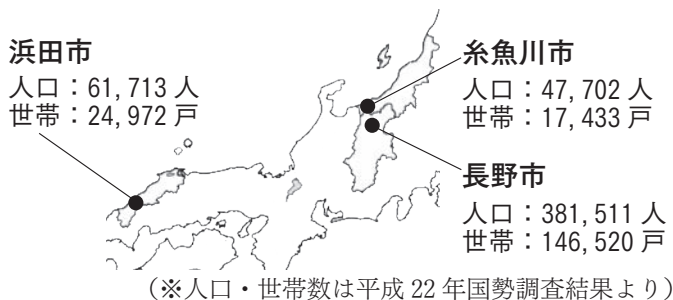 浜田市
人口：61,713 人
世帯：24,972 戸
糸魚川市
人口：47,702 人
世帯：17,433 戸
長野市
人口：381,511 人
世帯：146,520 戸
（※人口・世帯数は平成 22 年国勢調査結果より）